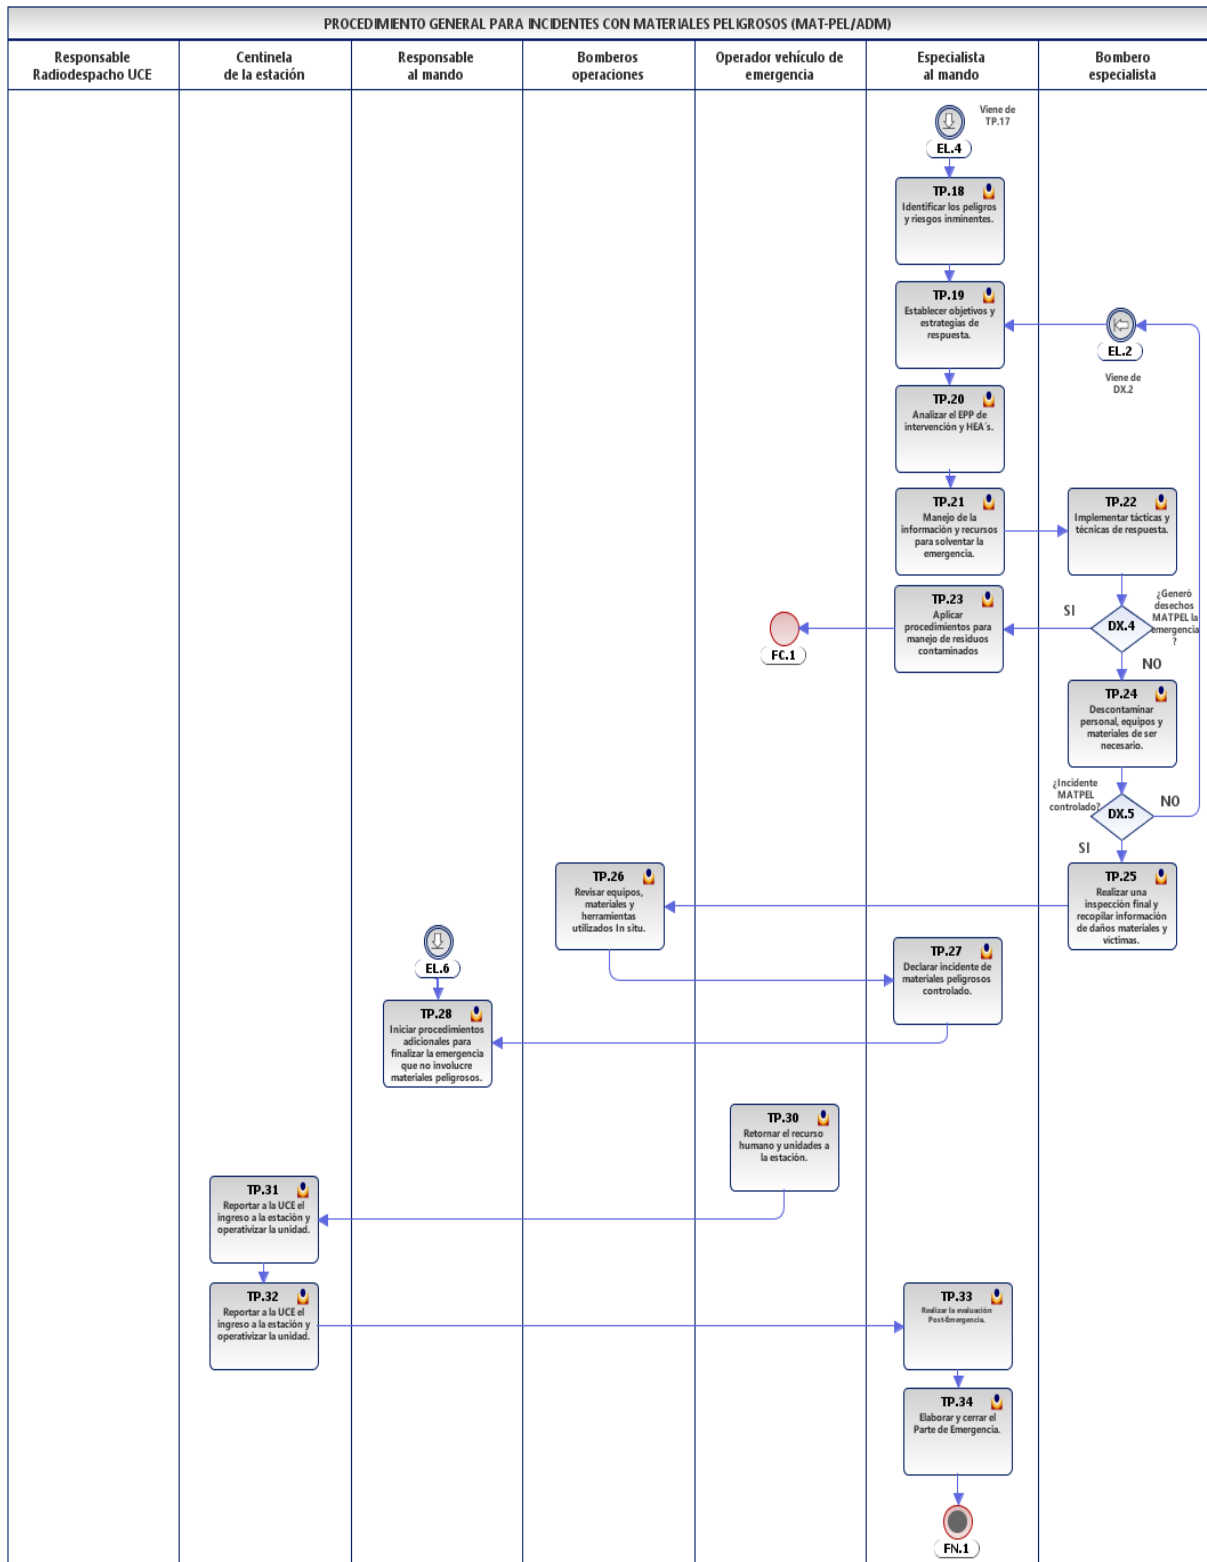 PROCEDIMIENTO GENERAL PARA INCIDENTES CON MATERIALES PELIGROSOS (MAT-PEL/ADM)
Responsable
Radiodespacho UCE
Centinela
de la estación
Responsable
al mando
Bomberos
operaciones
Operador vehículo de
emergencia
Especialista
al mando
Bombero
especialista
Viene de
TP.17
EL.4
TP.18
Identificar los peligros
y riesgos inminentes.
TP.19
Establecer objetivos y
estrategias de
respuesta.
EL.2
Viene de
DX.2
TP.20
Analizar el EPP de
intervención y HEA´s.
TP.21
Manejo de la
información y recursos
para solventar la
emergencia.
TP.22
Implementar tácticas y
técnicas de respuesta.
TP.23
Aplicar
procedimientos para
manejo de residuos
contaminados
SI
DX.4
¿Generó
desechos
MATPEL la
emergencia
?
FC.1
NO
TP.24
Descontaminar
personal, equipos y
materiales de ser
necesario.
¿Incidente
MATPEL
controlado?
DX.5
NO
SI
TP.25
Realizar una
inspección final y
recopilar información
de daños materiales y
víctimas.
TP.26
Revisar equipos,
materiales y
herramientas
utilizados In situ.
EL.6
TP.27
Declarar incidente de
materiales peligrosos
controlado.
TP.28
Iniciar procedimientos
adicionales para
finalizar la emergencia
que no involucre
materiales peligrosos.
TP.30
Retornar el recurso
humano y unidades a
la estación.
TP.31
Reportar a la UCE el
ingreso a la estación y
operativizar la unidad.
TP.32
Reportar a la UCE el
ingreso a la estación y
operativizar la unidad.
TP.33
Realizar la evaluación
Post-Emergencia.
TP.34
Elaborar y cerrar el
Parte de Emergencia.
FN.1